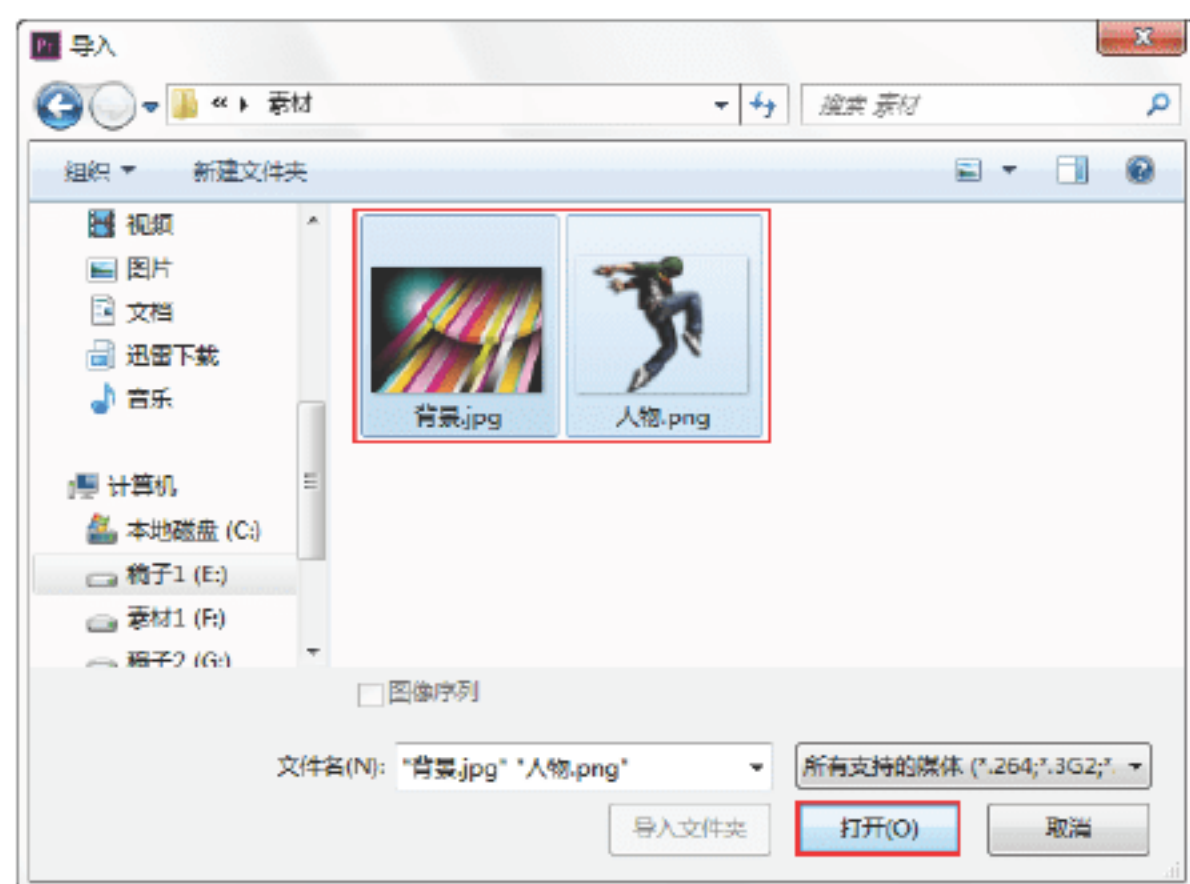 Pr 导入
« 素材
搜索 素材
组织
新建文件夹
视频
图片
文档
迅雷下载
音乐
计算机
本地磁盘 (C:)
稿子1 (E:)
素材1 (F:)
稿子2 (G:)
背景.jpg
人物.png
图像序列
文件名(N): "背景.jpg" "人物.png"
所有支持的媒体 (*.264;*.3G2;*.
导入文件夹
打开(O)
取消